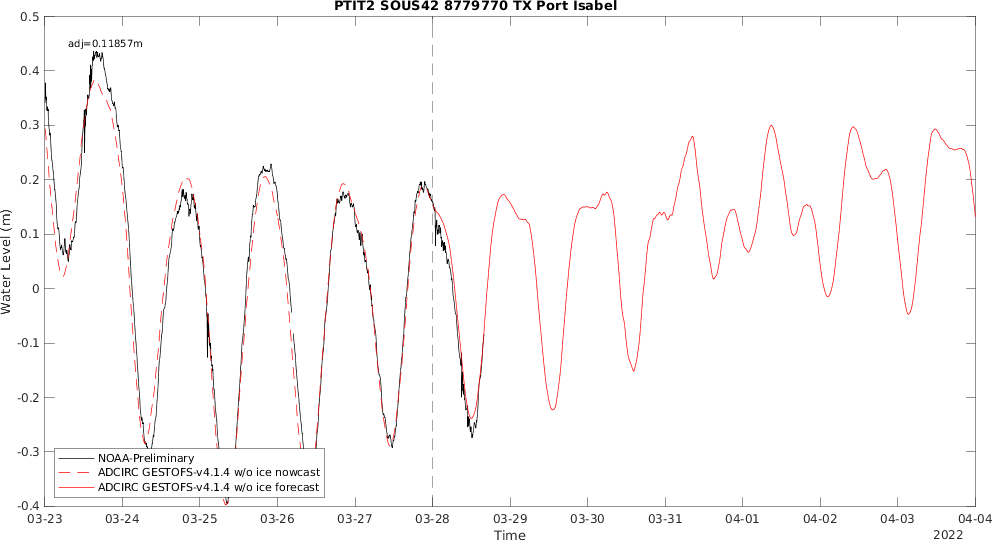 PTIT2 SOUS42 8779770 TX Port Isabel
adj=0.11857m
0.5
0.4
0.3
0.2
0.1
0
-0.1
-0.2
-0.3
-0.4
Water Level (m)
NOAA-Preliminary
ADCIRC GESTOFS-v4.1.4 w/o ice nowcast
ADCIRC GESTOFS-v4.1.4 w/o ice forecast
03-23 03-24 03-25 03-26 03-27 03-28 03-29 03-30 03-31 04-01 04-02 04-03 04-04
Time
2022